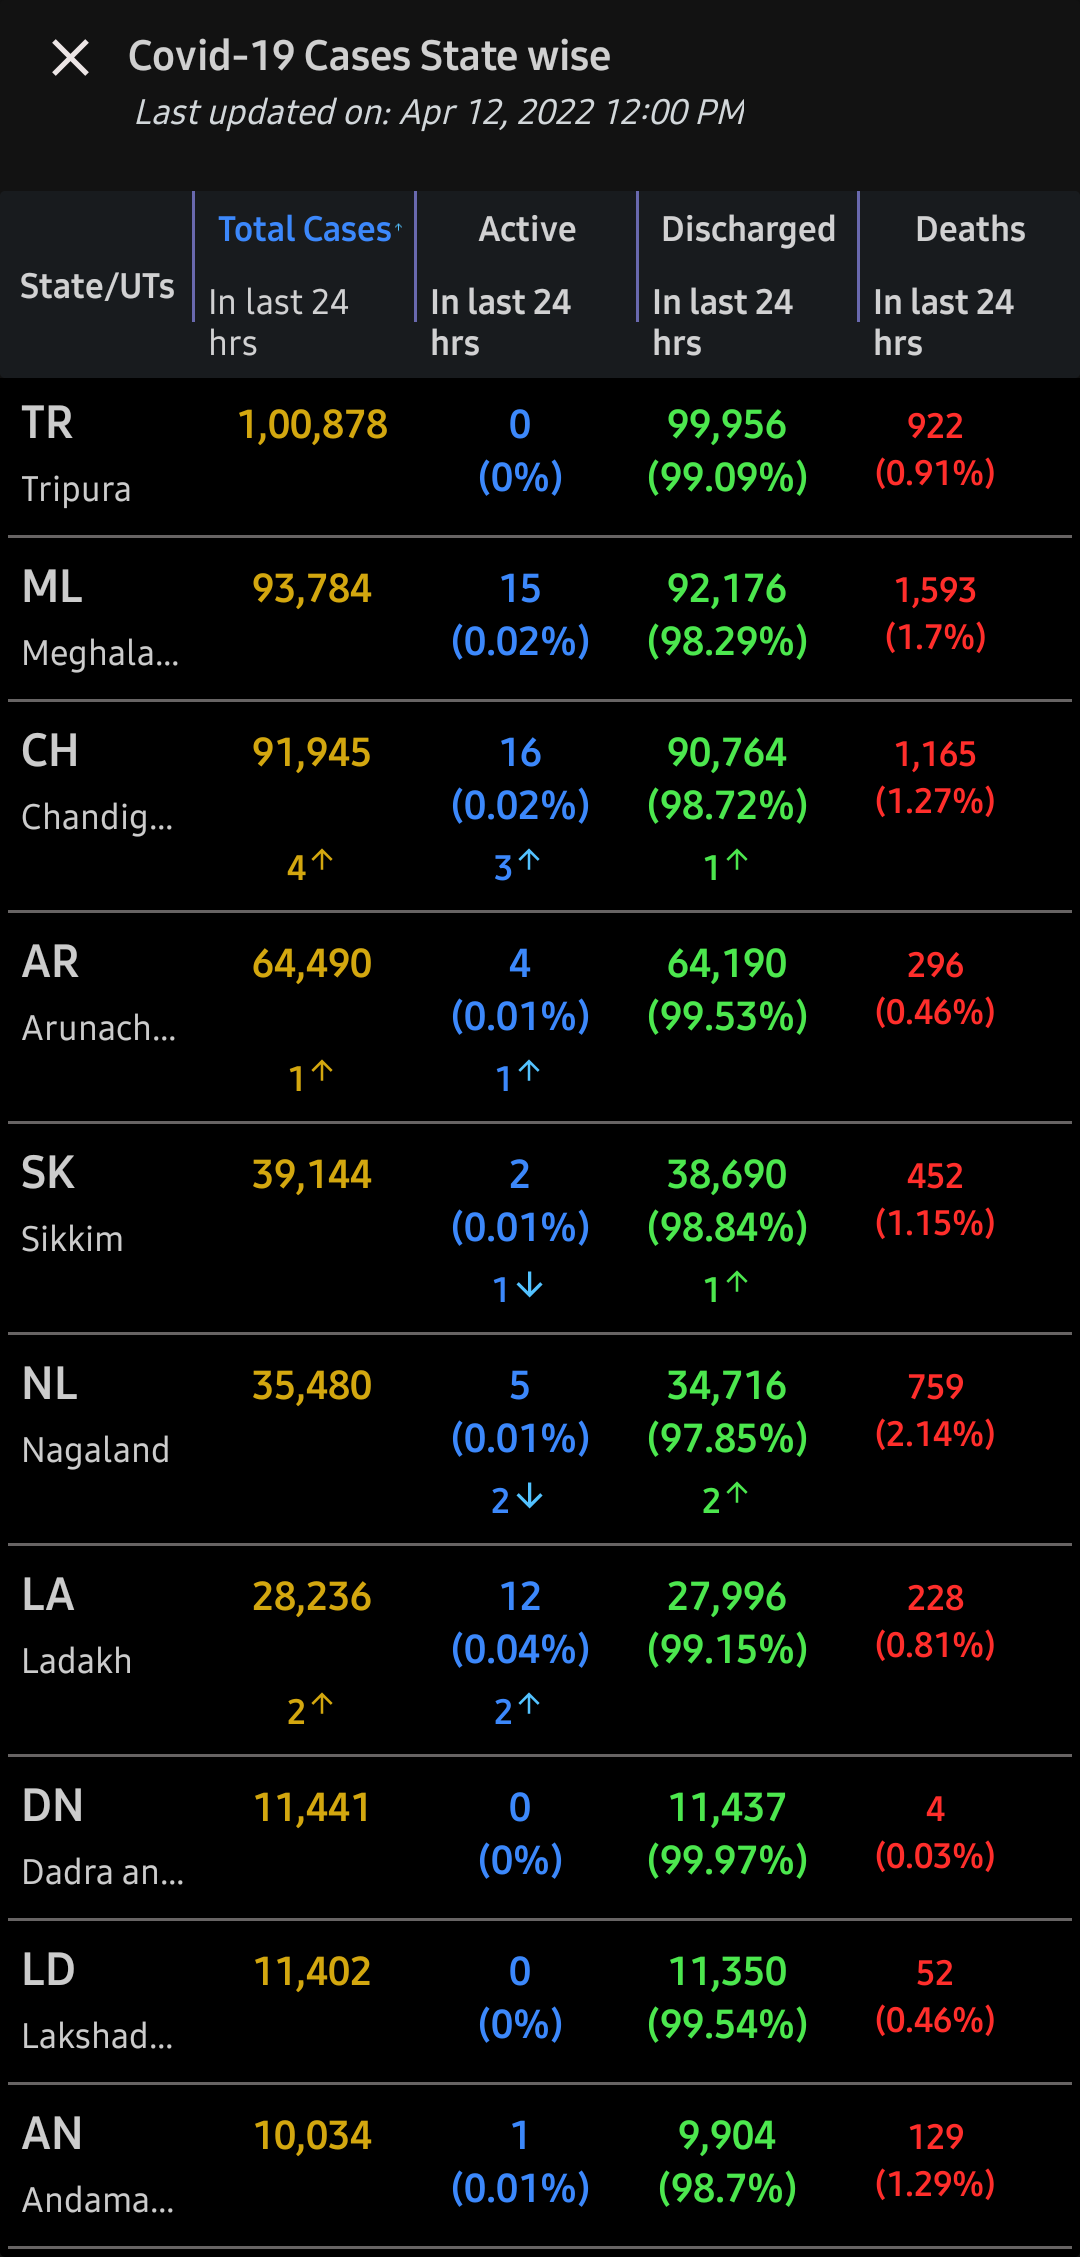 Covid-19 Cases State wise
Last updated on: Apr 12, 2022 12:00 PM
State/UTs
Total Cases↑ Active Discharged Deaths
In last 24 hrs In last 24 hrs In last 24 hrs In last 24 hrs
TR 1,00,878 0 99,956 922
Tripura (0%) (99.09%) (0.91%)
ML 93,784 15 92,176 1,593
Meghala... (0.02%) (98.29%) (1.7%)
CH 91,945 16 90,764 1,165
Chandig... (0.02%) (98.72%) (1.27%)
4↑ 3↑ 1↑
AR 64,490 4 64,190 296
Arunach... (0.01%) (99.53%) (0.46%)
1↑ 1↑
SK 39,144 2 38,690 452
Sikkim (0.01%) (98.84%) (1.15%)
1↓ 1↑
NL 35,480 5 34,716 759
Nagaland (0.01%) (97.85%) (2.14%)
2↓ 2↑
LA 28,236 12 27,996 228
Ladakh (0.04%) (99.15%) (0.81%)
2↑ 2↑
DN 11,441 0 11,437 4
Dadra an... (0%) (99.97%) (0.03%)
LD 11,402 0 11,350 52
Lakshad... (0%) (99.54%) (0.46%)
AN 10,034 1 9,904 129
Andama... (0.01%) (98.7%) (1.29%)